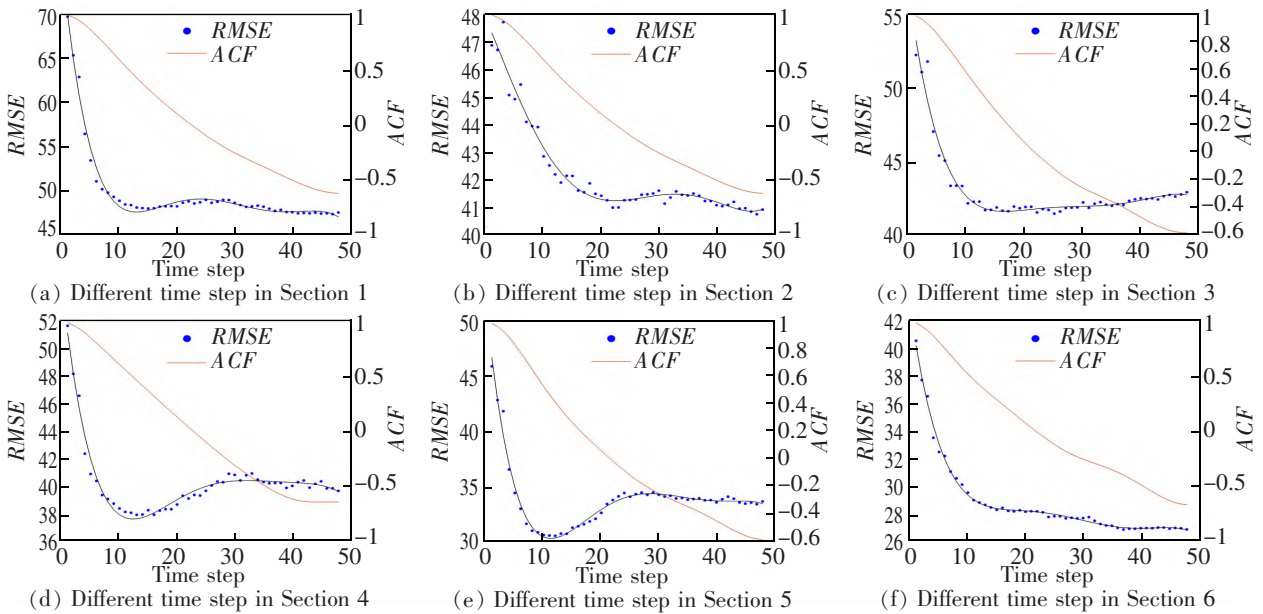 70
65
60
55
50
45
RMSE
RMSE
ACF
1
0.5
0
−0.5
−1
ACF
0 10 20 30 40 50
Time step
(a) Different time step in Section 1
48
47
46
45
44
43
42
41
40
RMSE
RMSE
ACF
1
0.5
0
−0.5
−1
ACF
0 10 20 30 40 50
Time step
(b) Different time step in Section 2
55
50
45
40
RMSE
RMSE
ACF
1
0.8
0.6
0.4
0.2
0
−0.2
−0.4
−0.6
ACF
0 10 20 30 40 50
Time step
(c) Different time step in Section 3
52
50
48
46
44
42
40
38
36
RMSE
RMSE
ACF
1
0.5
0
−0.5
−1
ACF
0 10 20 30 40 50
Time step
(d) Different time step in Section 4
50
45
30
35
30
RMSE
RMSE
ACF
1
0.8
0.6
0.4
0.2
0
−0.2
−0.4
−0.6
ACF
0 10 20 30 40 50
Time step
(e) Different time step in Section 5
42
40
38
36
34
32
30
28
26
RMSE
RMSE
ACF
1
0.5
0
−0.5
−1
ACF
0 10 20 30 40 50
Time step
(f) Different time step in Section 6